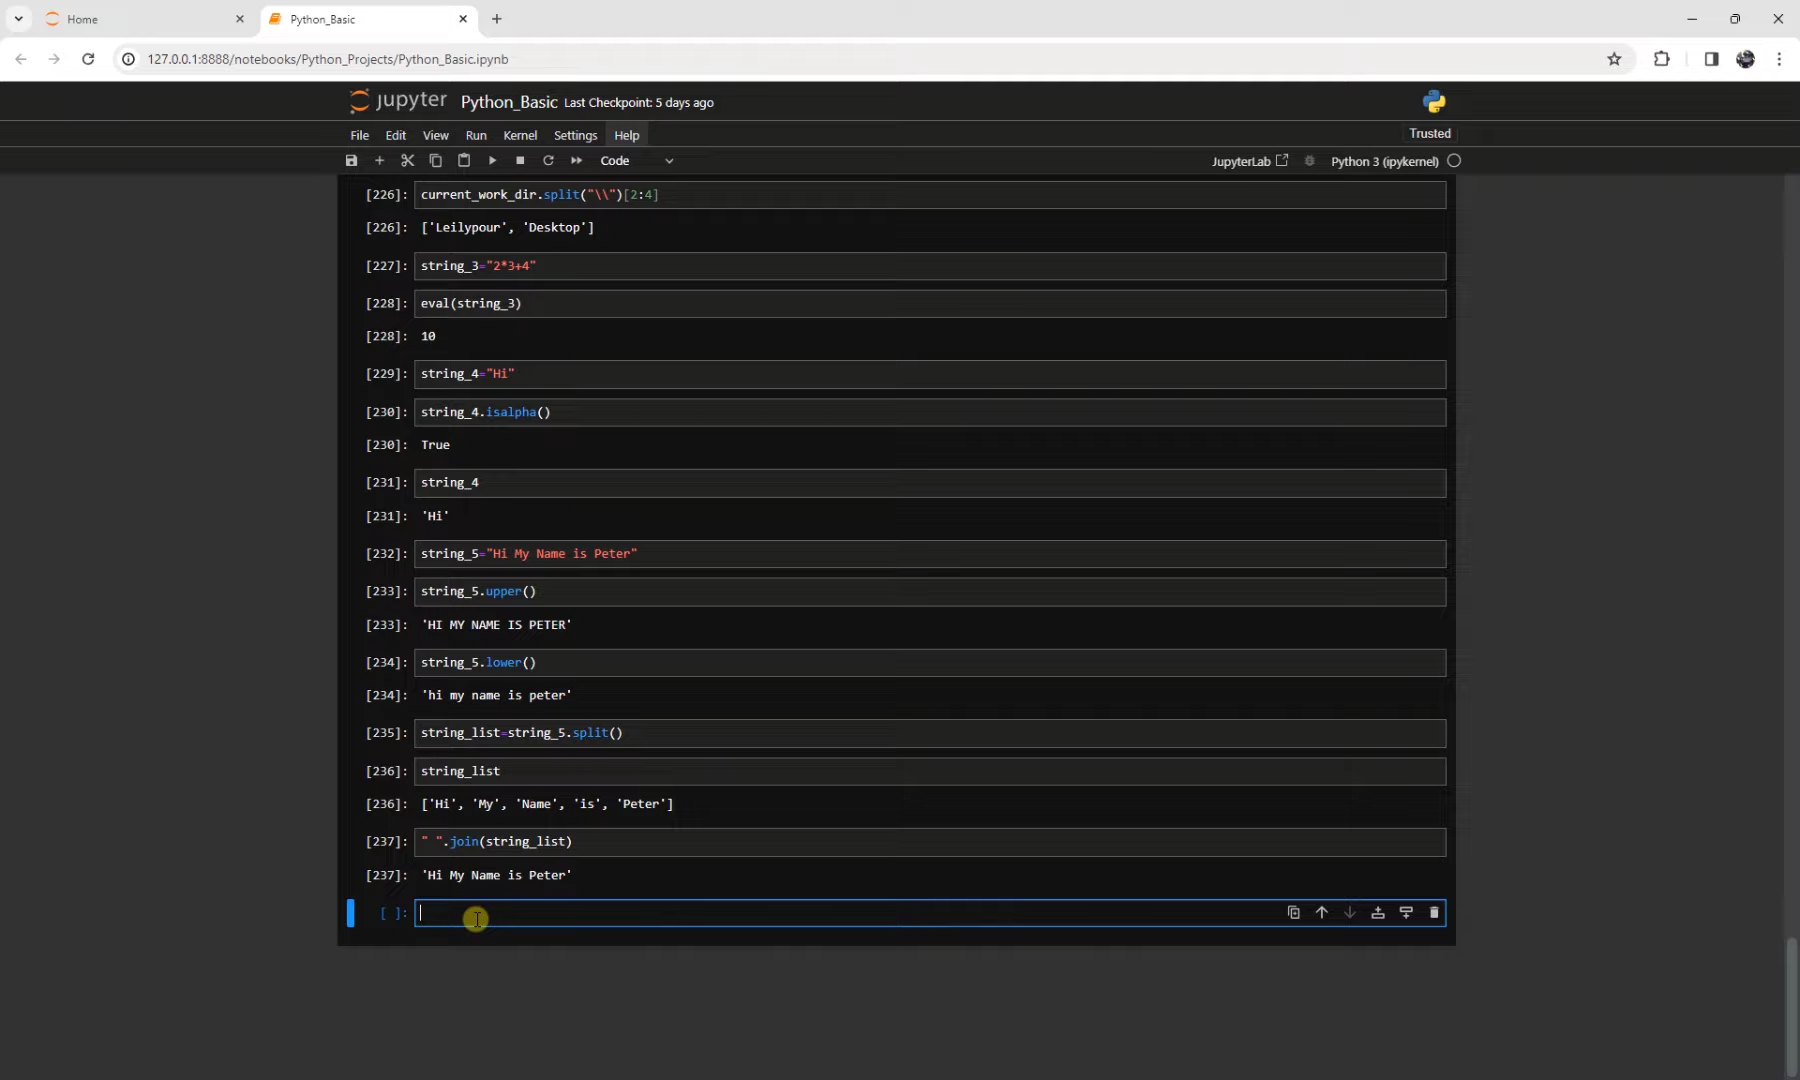 Home
Python_Basic
127.0.0.1:8888/notebooks/Python_Projects/Python_Basic.ipynb
jupyter Python_Basic Last Checkpoint: 5 days ago
File Edit View Run Kernel Settings Help
Trusted
Code
JupyterLab
Python 3 (ipykernel)
[226]: current_work_dir.split("\\")[2:4]
[226]: ['Leilypour', 'Desktop']
[227]: string_3="2*3+4"
[228]: eval(string_3)
[228]: 10
[229]: string_4="Hi"
[230]: string_4.isalpha()
[230]: True
[231]: string_4
[231]: 'Hi'
[232]: string_5="Hi My Name is Peter"
[233]: string_5.upper()
[233]: 'HI MY NAME IS PETER'
[234]: string_5.lower()
[234]: 'hi my name is peter'
[235]: string_list=string_5.split()
[236]: string_list
[236]: ['Hi', 'My', 'Name', 'is', 'Peter']
[237]: " ".join(string_list)
[237]: 'Hi My Name is Peter'
[ ]: